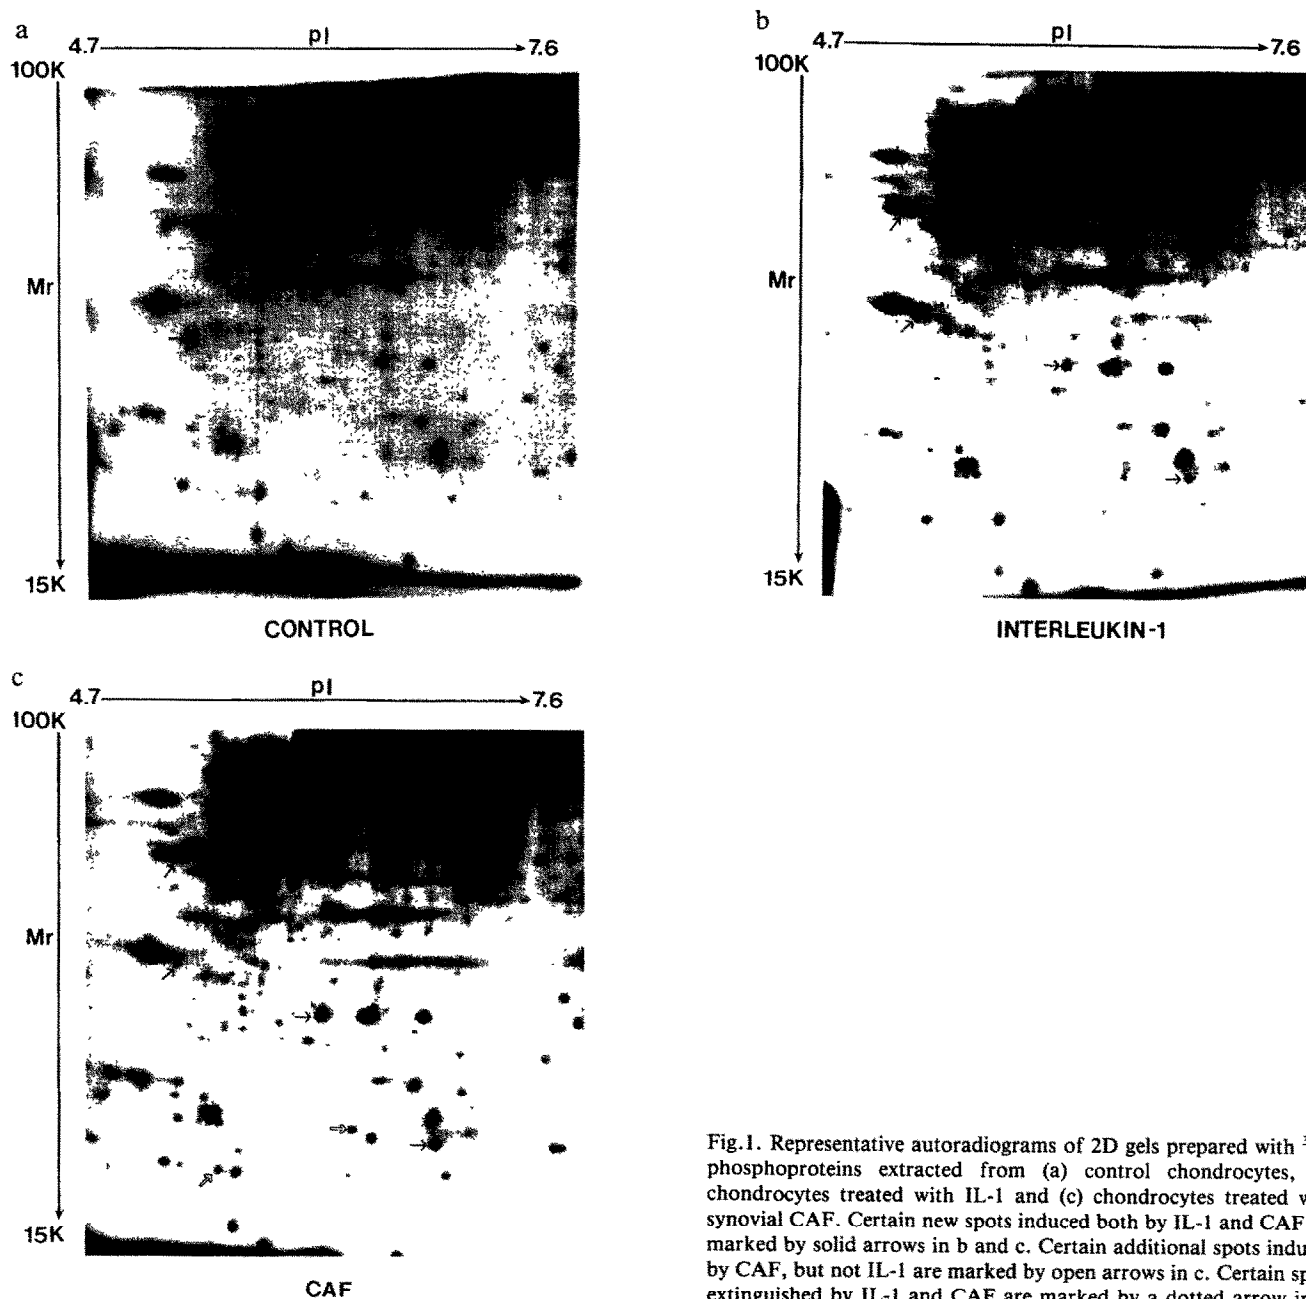 a
pI
4.7
7.6
100K
Mr
15K
CONTROL
b
pI
4.7
7.6
100K
Mr
15K
INTERLEUKIN-1
c
pI
4.7
7.6
100K
Mr
15K
CAF
Fig.1. Representative autoradiograms of 2D gels prepared with
phosphoproteins extracted from (a) control chondrocytes,
chondrocytes treated with IL-1 and (c) chondrocytes treated
synovial CAF. Certain new spots induced both by IL-1 and CAF
marked by solid arrows in b and c. Certain additional spots
by CAF, but not IL-1 are marked by open arrows in c. Certain
extinguished by IL-1 and CAF are marked by a dotted arrow